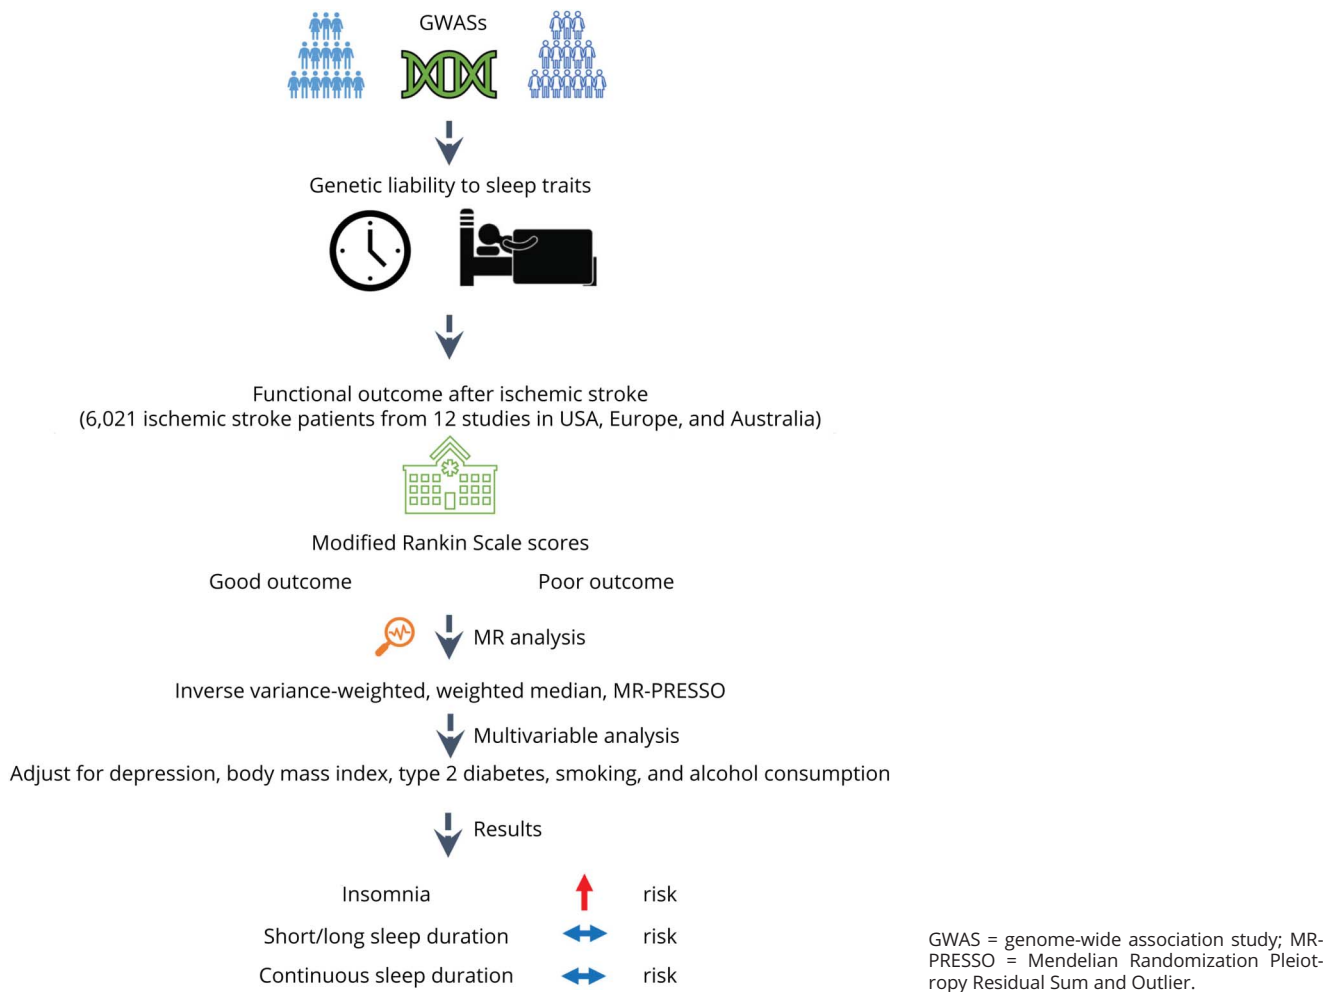 GWASs
Genetic liability to sleep traits
Functional outcome after ischemic stroke
(6,021 ischemic stroke patients from 12 studies in USA, Europe, and Australia)
Modified Rankin Scale scores
Good outcome
Poor outcome
MR analysis
Inverse variance-weighted, weighted median, MR-PRESSO
Multivariable analysis
Adjust for depression, body mass index, type 2 diabetes, smoking, and alcohol consumption
Results
Insomnia risk
Short/long sleep duration risk
Continuous sleep duration risk
GWAS = genome-wide association study; MR-
PRESSO = Mendelian Randomization Pleiot-
ropy Residual Sum and Outlier.